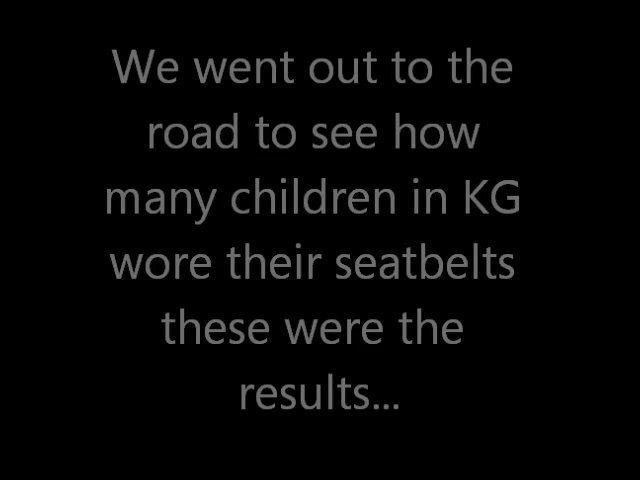 We went out to the
road to see how
many children in KG
wore their seatbelts
these were the
results...